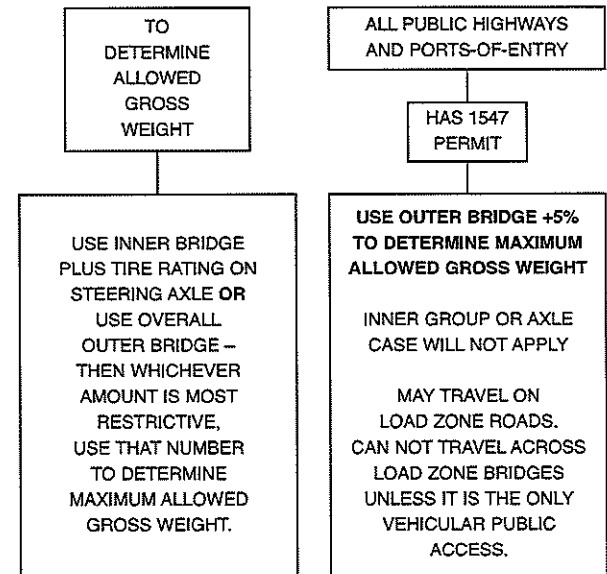 TO
DETERMINE
ALLOWED
GROSS
WEIGHT
USE INNER BRIDGE
PLUS TIRE RATING ON
STEERING AXLE OR
USE OVERALL
OUTER BRIDGE –
THEN WHICHEVER
AMOUNT IS MOST
RESTRICTIVE,
USE THAT NUMBER
TO DETERMINE
MAXIMUM ALLOWED
GROSS WEIGHT.
ALL PUBLIC HIGHWAYS
AND PORTS-OF-ENTRY
HAS 1547
PERMIT
USE OUTER BRIDGE +5%
TO DETERMINE MAXIMUM
ALLOWED GROSS WEIGHT
INNER GROUP OR AXLE
CASE WILL NOT APPLY
MAY TRAVEL ON
LOAD ZONE ROADS.
CAN NOT TRAVEL ACROSS
LOAD ZONE BRIDGES
UNLESS IT IS THE ONLY
VEHICULAR PUBLIC
ACCESS.